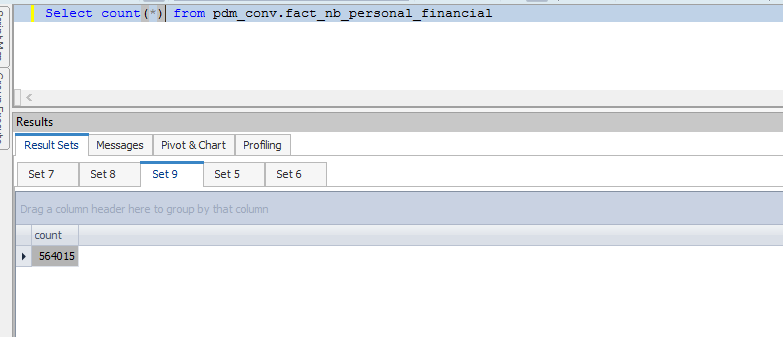 Select count(*) from pdm_conv.fact_nb_personal_financial
Results
Result Sets Messages Pivot & Chart Profiling
Set 7 Set 8 Set 9 Set 5 Set 6
Drag a column header here to group by that column
count
564015